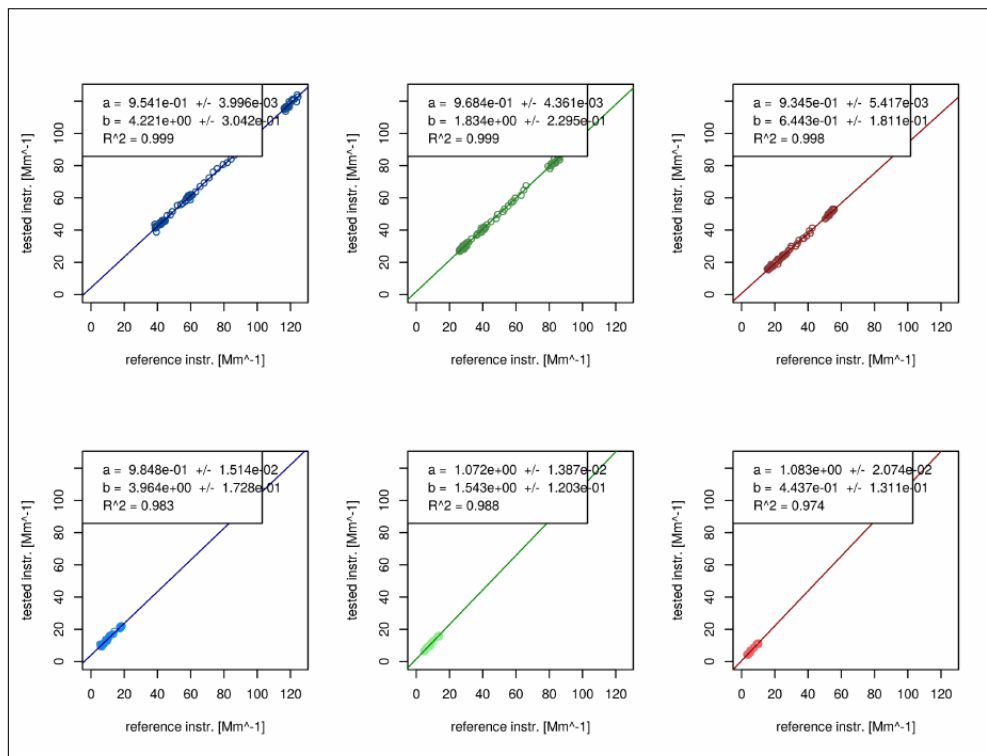 a = 9.541e-01 +/- 3.996e-03
b = 4.221e+00 +/- 3.042e-01
R^2 = 0.999
tested instr. [Mm^-1]
0 20 40 60 80 100
0 20 40 60 80 100 120
reference instr. [Mm^-1]
a = 9.684e-01 +/- 4.361e-03
b = 1.834e+00 +/- 2.295e-01
R^2 = 0.999
tested instr. [Mm^-1]
0 20 40 60 80 100
0 20 40 60 80 100 120
reference instr. [Mm^-1]
a = 9.345e-01 +/- 5.417e-03
b = 6.443e-01 +/- 1.811e-01
R^2 = 0.998
tested instr. [Mm^-1]
0 20 40 60 80 100
0 20 40 60 80 100 120
reference instr. [Mm^-1]
a = 9.848e-01 +/- 1.514e-02
b = 3.964e+00 +/- 1.728e-01
R^2 = 0.983
tested instr. [Mm^-1]
0 20 40 60 80 100
0 20 40 60 80 100 120
reference instr. [Mm^-1]
a = 1.072e+00 +/- 1.387e-02
b = 1.543e+00 +/- 1.203e-01
R^2 = 0.988
tested instr. [Mm^-1]
0 20 40 60 80 100
0 20 40 60 80 100 120
reference instr. [Mm^-1]
a = 1.083e+00 +/- 2.074e-02
b = 4.437e-01 +/- 1.311e-01
R^2 = 0.974
tested instr. [Mm^-1]
0 20 40 60 80 100
0 20 40 60 80 100 120
reference instr. [Mm^-1]